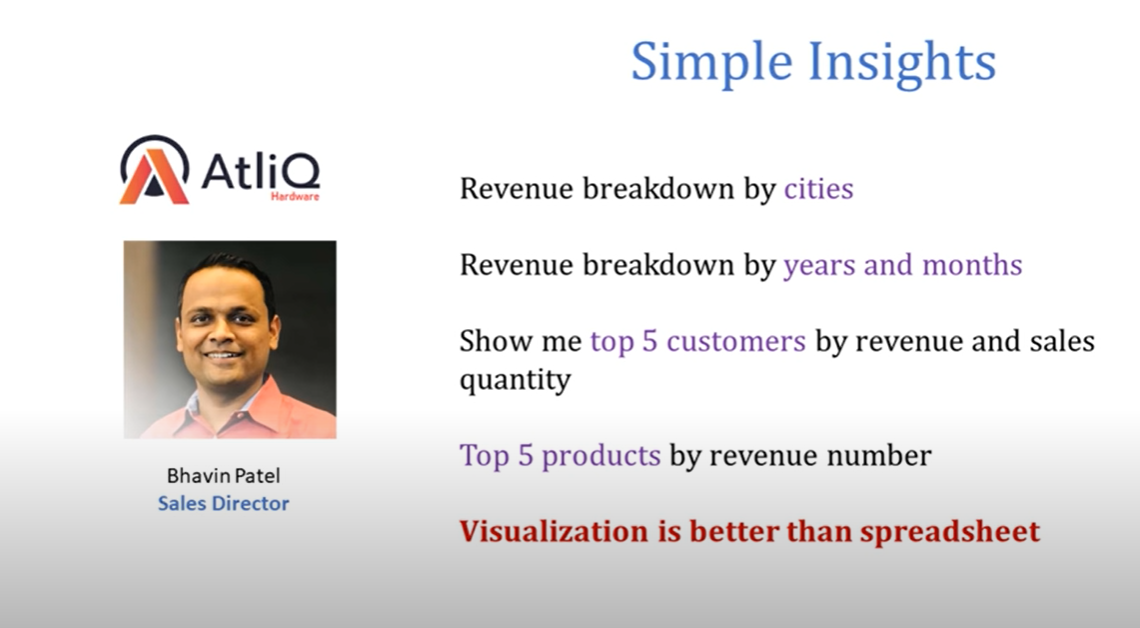 Simple Insights
AtliQ
Hardware
Revenue breakdown by cities
Revenue breakdown by years and months
Show me top 5 customers by revenue and sales
quantity
Top 5 products by revenue number
Visualization is better than spreadsheet
Bhavin Patel
Sales Director